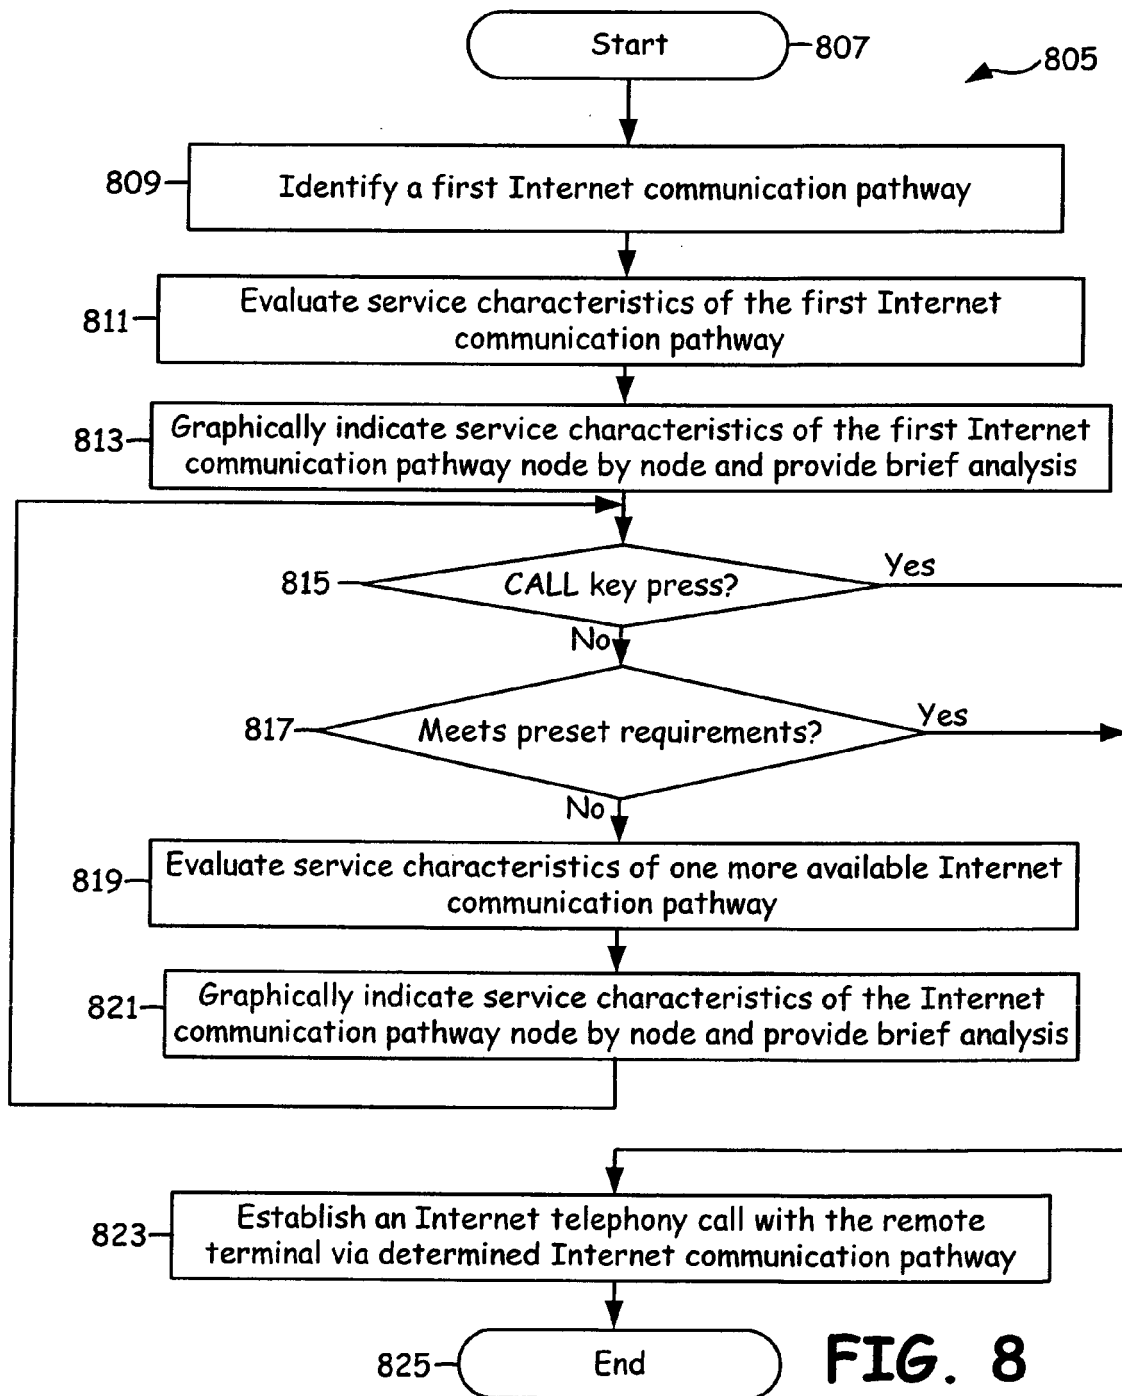 Start
807
805
809
Identify a first Internet communication pathway
811
Evaluate service characteristics of the first Internet
communication pathway
813
Graphically indicate service characteristics of the first Internet
communication pathway node by node and provide brief analysis
815
CALL key press?
Yes
No
817
Meets preset requirements?
Yes
No
819
Evaluate service characteristics of one more available Internet
communication pathway
821
Graphically indicate service characteristics of the Internet
communication pathway node by node and provide brief analysis
823
Establish an Internet telephony call with the remote
terminal via determined Internet communication pathway
825
End
FIG. 8